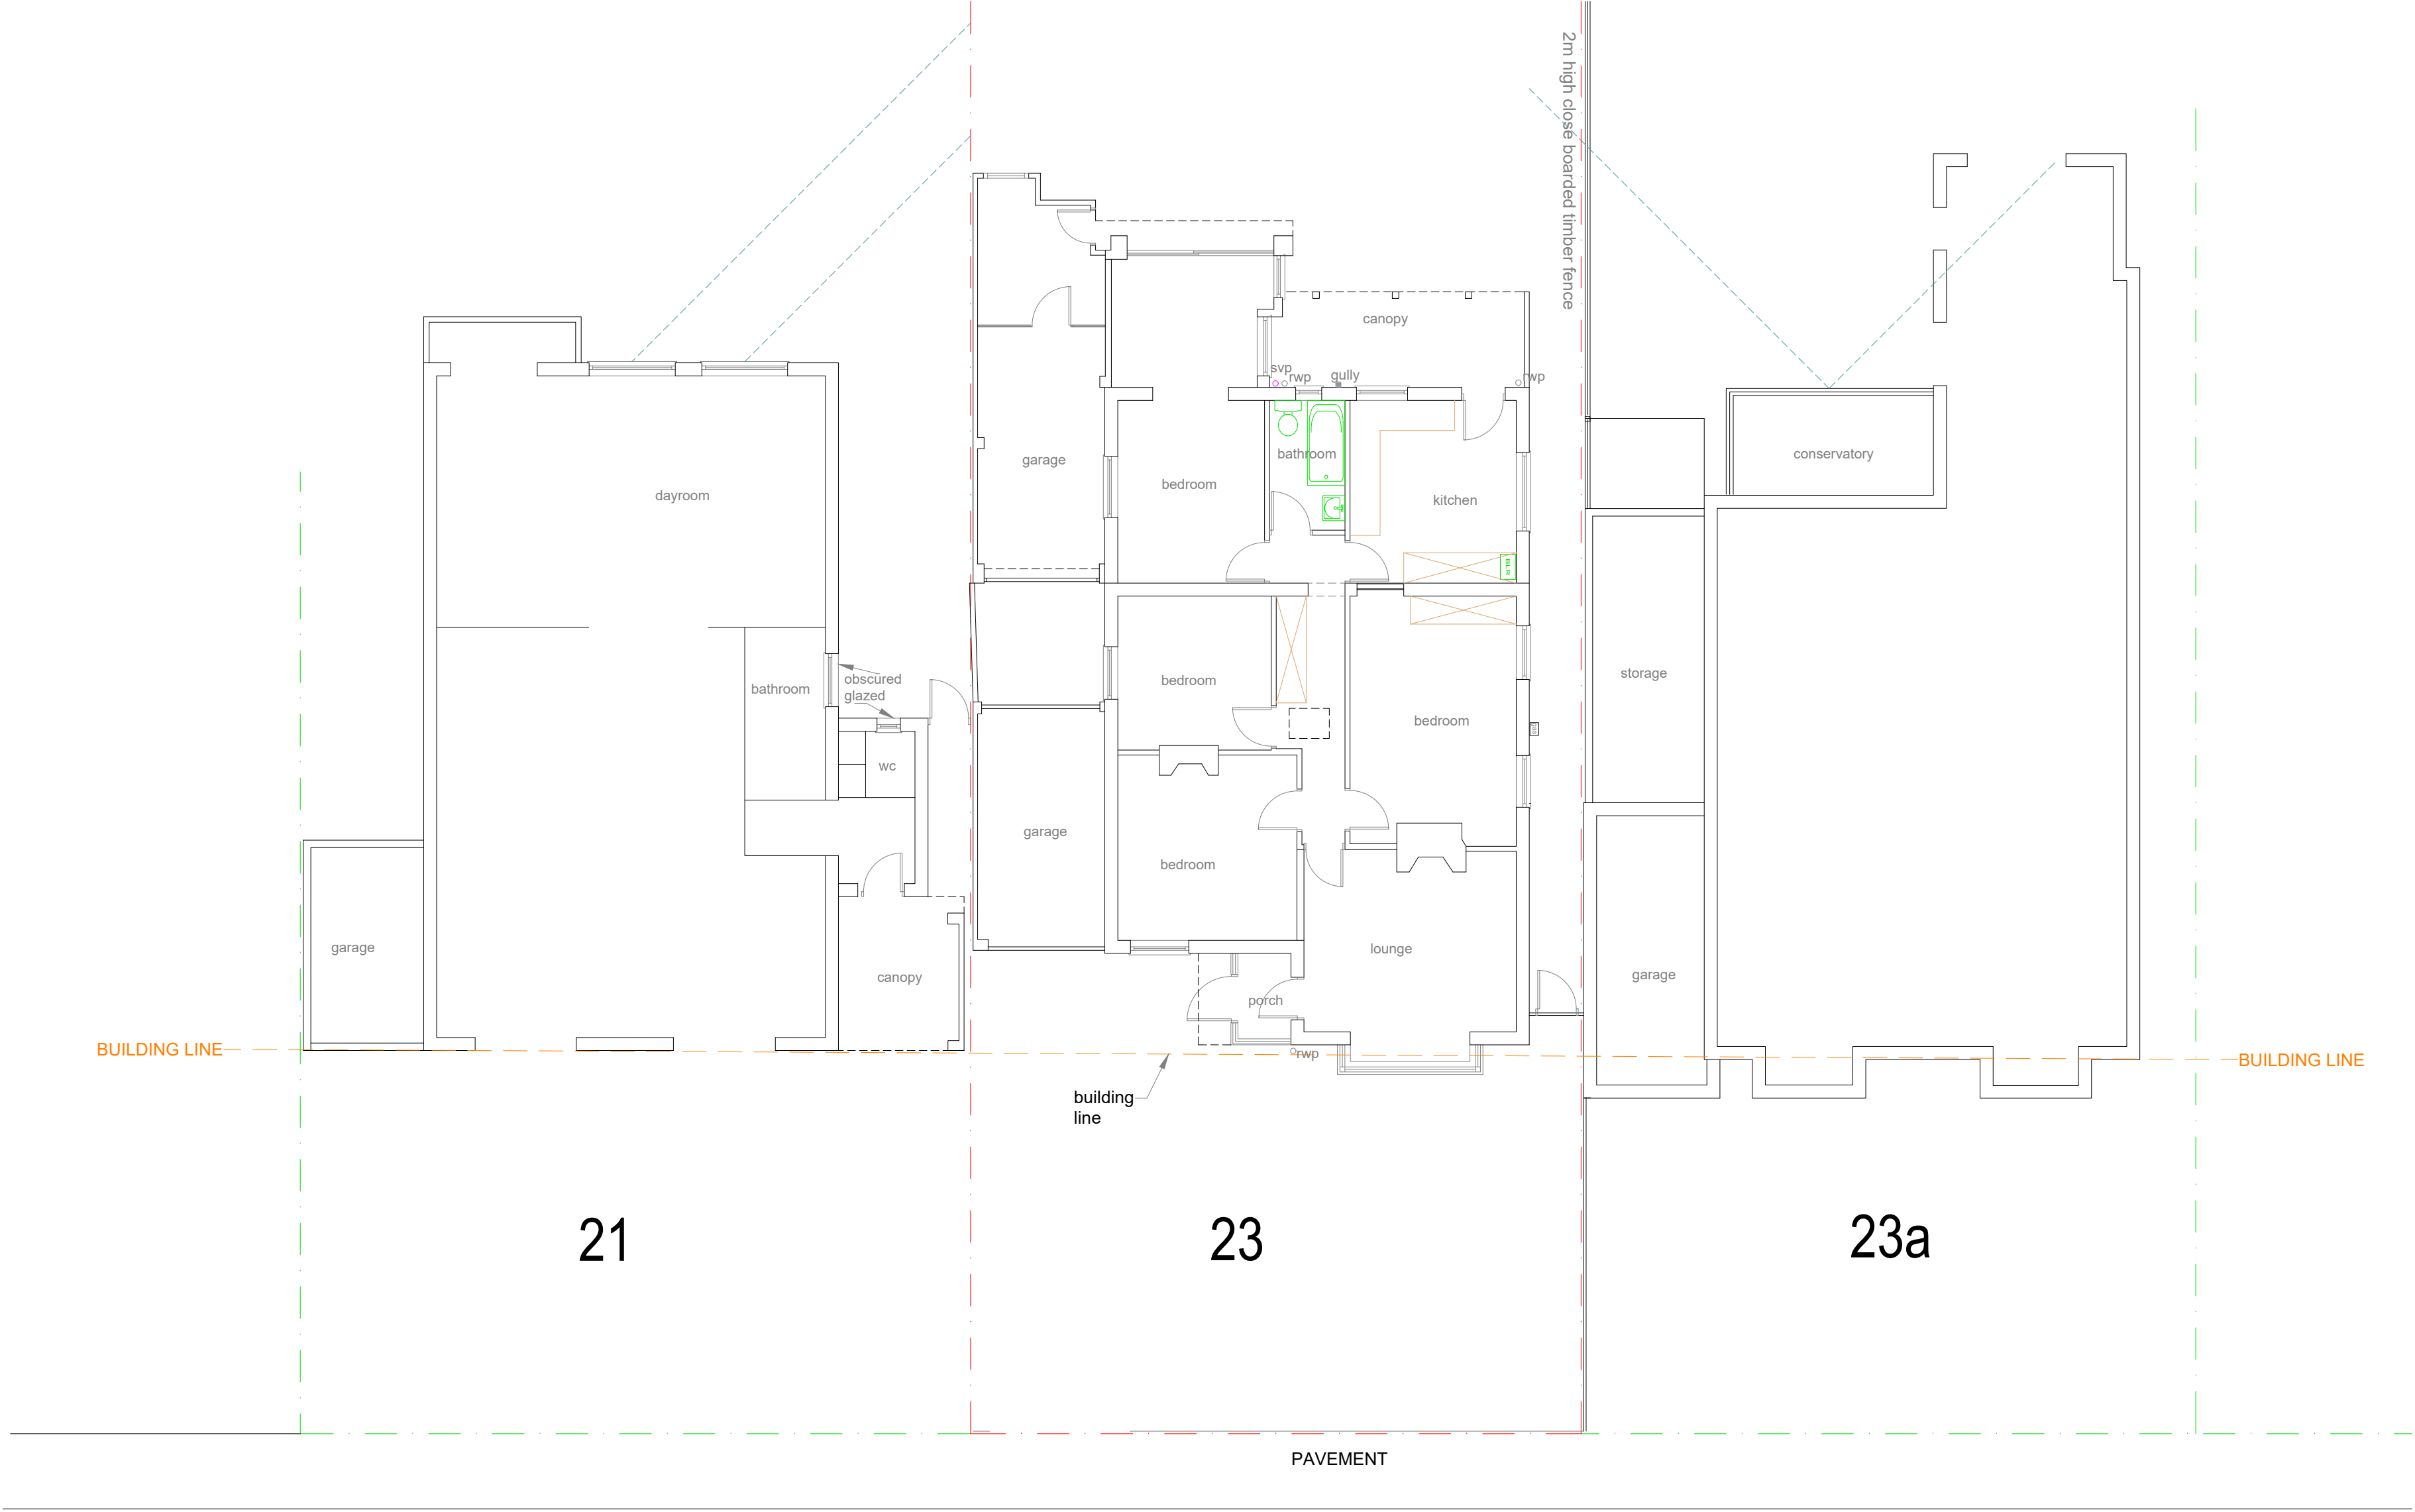 2m high close boarded timber fence
canopy
svp
rwp
gully
rwp
garage
bathroom
conservatory
bedroom
dayroom
kitchen
BLR
obscured
glazed
bathroom
bedroom
storage
bedroom
wc
garage
bedroom
garage
lounge
canopy
garage
porch
BUILDING LINE
rwp
BUILDING LINE
building
line
21
23
23a
PAVEMENT